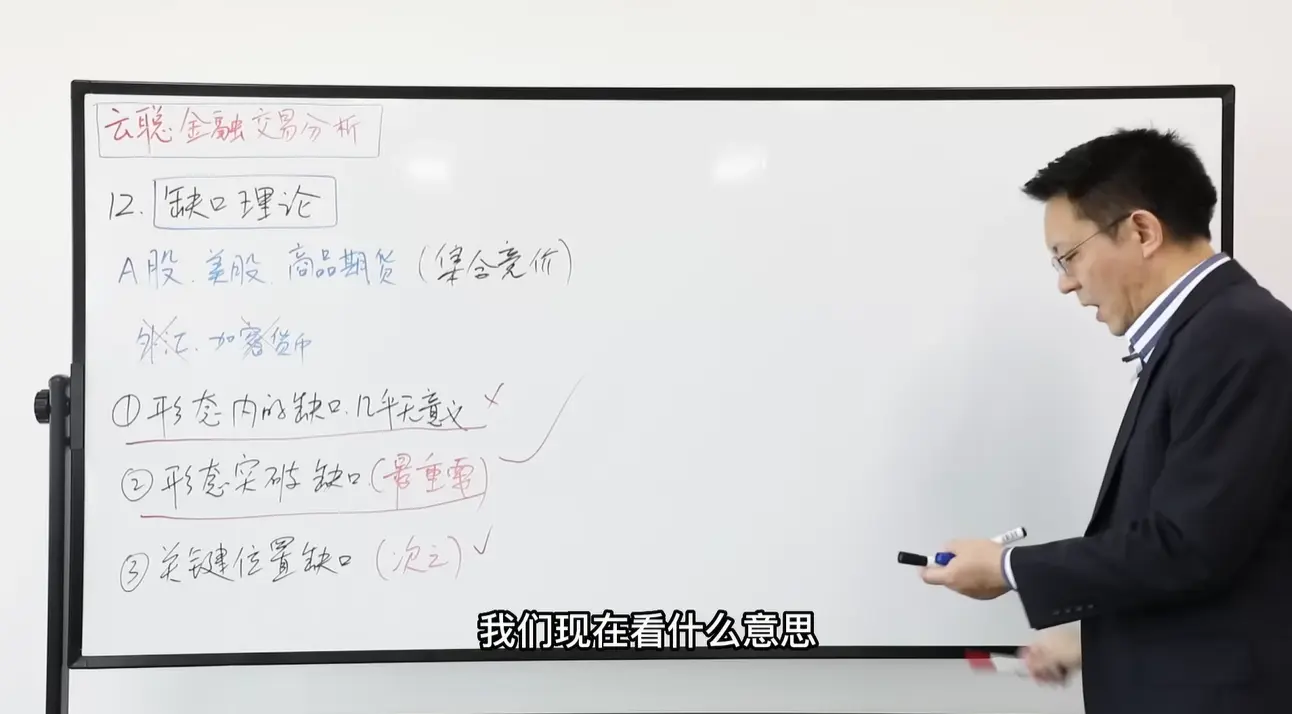 云聪金融交易分析
12. 缺口理论
A股、美股、商品期货（集合竞价）
外汇、加密货币
①形态内的缺口、几乎无意义 ×
②形态突破缺口（最重要）✓
③关键位置缺口（次之）✓
我们现在看什么意思